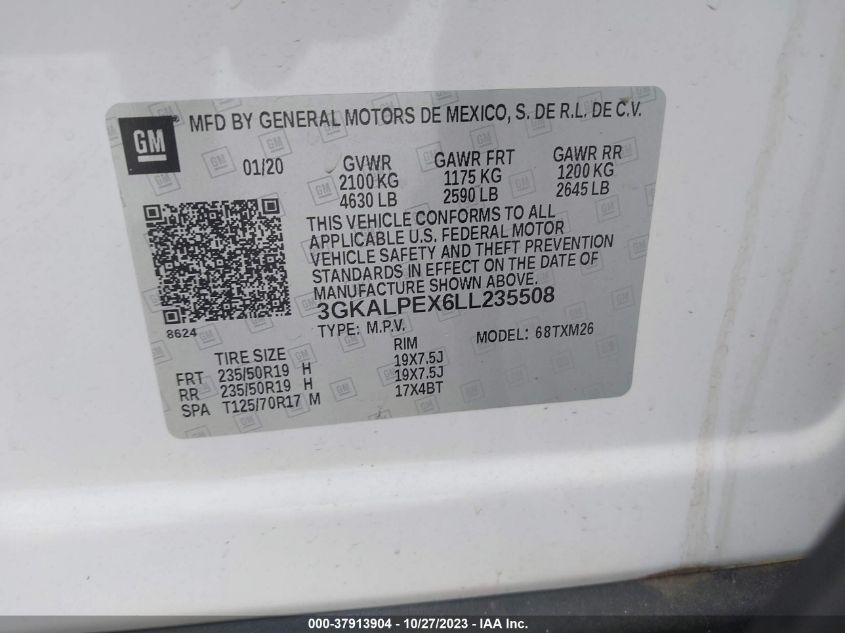 GM
MFD BY GENERAL MOTORS DE MEXICO, S. DE R.L. DE C.V.
01/20 GVWR GAWR FRT GAWR RR
2100 KG 1175 KG 1200 KG
4630 LB 2590 LB 2645 LB
THIS VEHICLE CONFORMS TO ALL
APPLICABLE U.S. FEDERAL MOTOR
VEHICLE SAFETY AND THEFT PREVENTION
STANDARDS IN EFFECT ON THE DATE OF
MANUFACTURE SHOWN ABOVE.
3GKALPEX6LL235508
8624
TYPE: M.P.V. MODEL: 68TXM26
TIRE SIZE RIM
FRT 235/50R19 H 19X7.5J
RR 235/50R19 H 19X7.5J
SPA T125/70R17 M 17X4BT
000-37913904 - 10/27/2023 - Copyright © 2023 IAA, Inc.